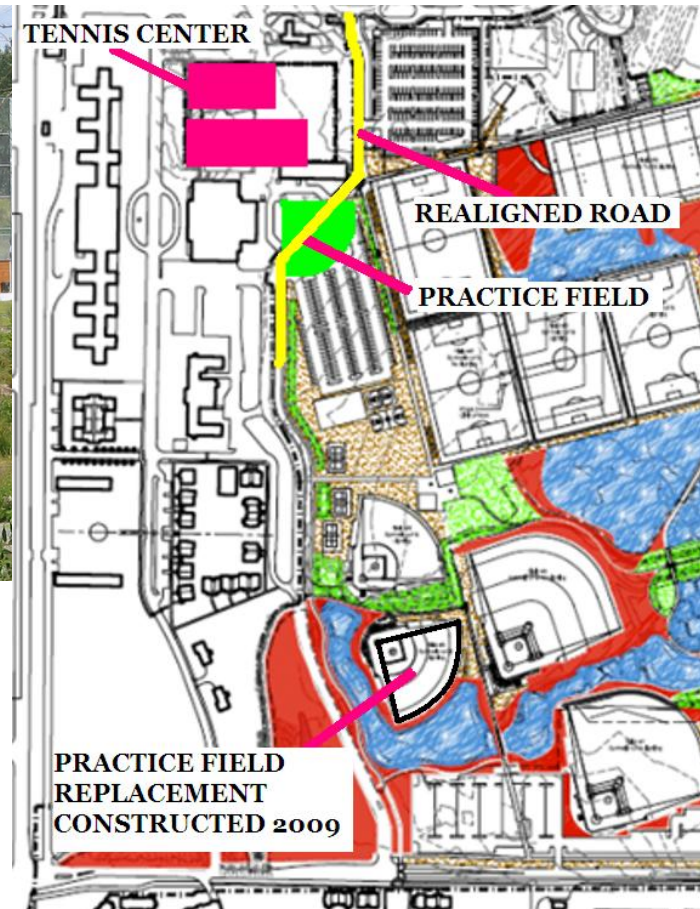 TENNIS CENTER
REALIGNED ROAD
PRACTICE FIELD
PRACTICE FIELD
REPLACEMENT
CONSTRUCTED 2009